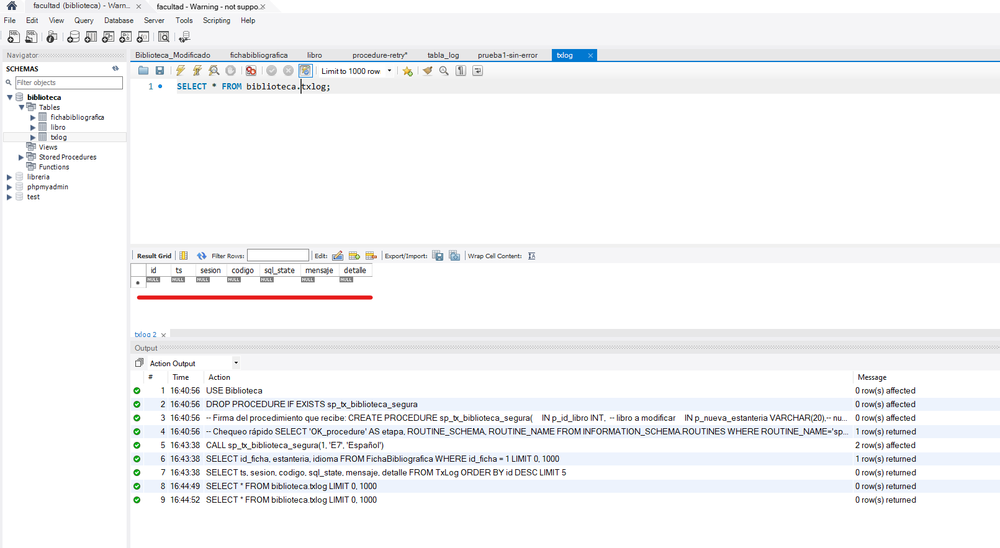 facultad (biblioteca) - Warn...
facultad - Warning - not suppo...
File Edit View Query Database Server Tools Scripting Help
Navigator
Biblioteca_Modificado fichabibliografica libro procedure-retry* tabla_log prueba1-sin-error txlog
SCHEMAS
Filter objects
biblioteca
Tables
fichabibliografica
libro
txlog
Views
Stored Procedures
Functions
libreria
phpmyadmin
test
Limit to 1000 rows
1 SELECT * FROM biblioteca.txlog;
Result Grid Filter Rows: Edit: Export/Import: Wrap Cell Content:
id ts sesion codigo sql_state mensaje detalle
NULL NULL NULL NULL NULL NULL NULL
txlog 2
Output
Action Output
# Time Action Message
1 16:40:56 USE Biblioteca 0 row(s) affected
2 16:40:56 DROP PROCEDURE IF EXISTS sp_tx_biblioteca_segura 0 row(s) affected
3 16:40:56 -- Firma del procedimiento que recibe: CREATE PROCEDURE sp_tx_biblioteca_segura( IN p_id_libro INT, -- libro a modificar IN p_nueva_estanteria VARCHAR(20),-- nu... 0 row(s) affected
4 16:40:56 -- Chequeo rápido SELECT 'OK_procedure' AS etapa, ROUTINE_SCHEMA, ROUTINE_NAME FROM INFORMATION_SCHEMA.ROUTINES WHERE ROUTINE_NAME='sp... 1 row(s) returned
5 16:43:38 CALL sp_tx_biblioteca_segura(1, 'E7', 'Español') 2 row(s) affected
6 16:43:38 SELECT id_ficha, estanteria, idioma FROM FichaBibliografica WHERE id_ficha = 1 LIMIT 0, 1000 1 row(s) returned
7 16:43:38 SELECT ts, sesion, codigo, sql_state, mensaje, detalle FROM TxLog ORDER BY id DESC LIMIT 5 0 row(s) returned
8 16:44:49 SELECT * FROM biblioteca.txlog LIMIT 0, 1000 0 row(s) returned
9 16:44:52 SELECT * FROM biblioteca.txlog LIMIT 0, 1000 0 row(s) returned